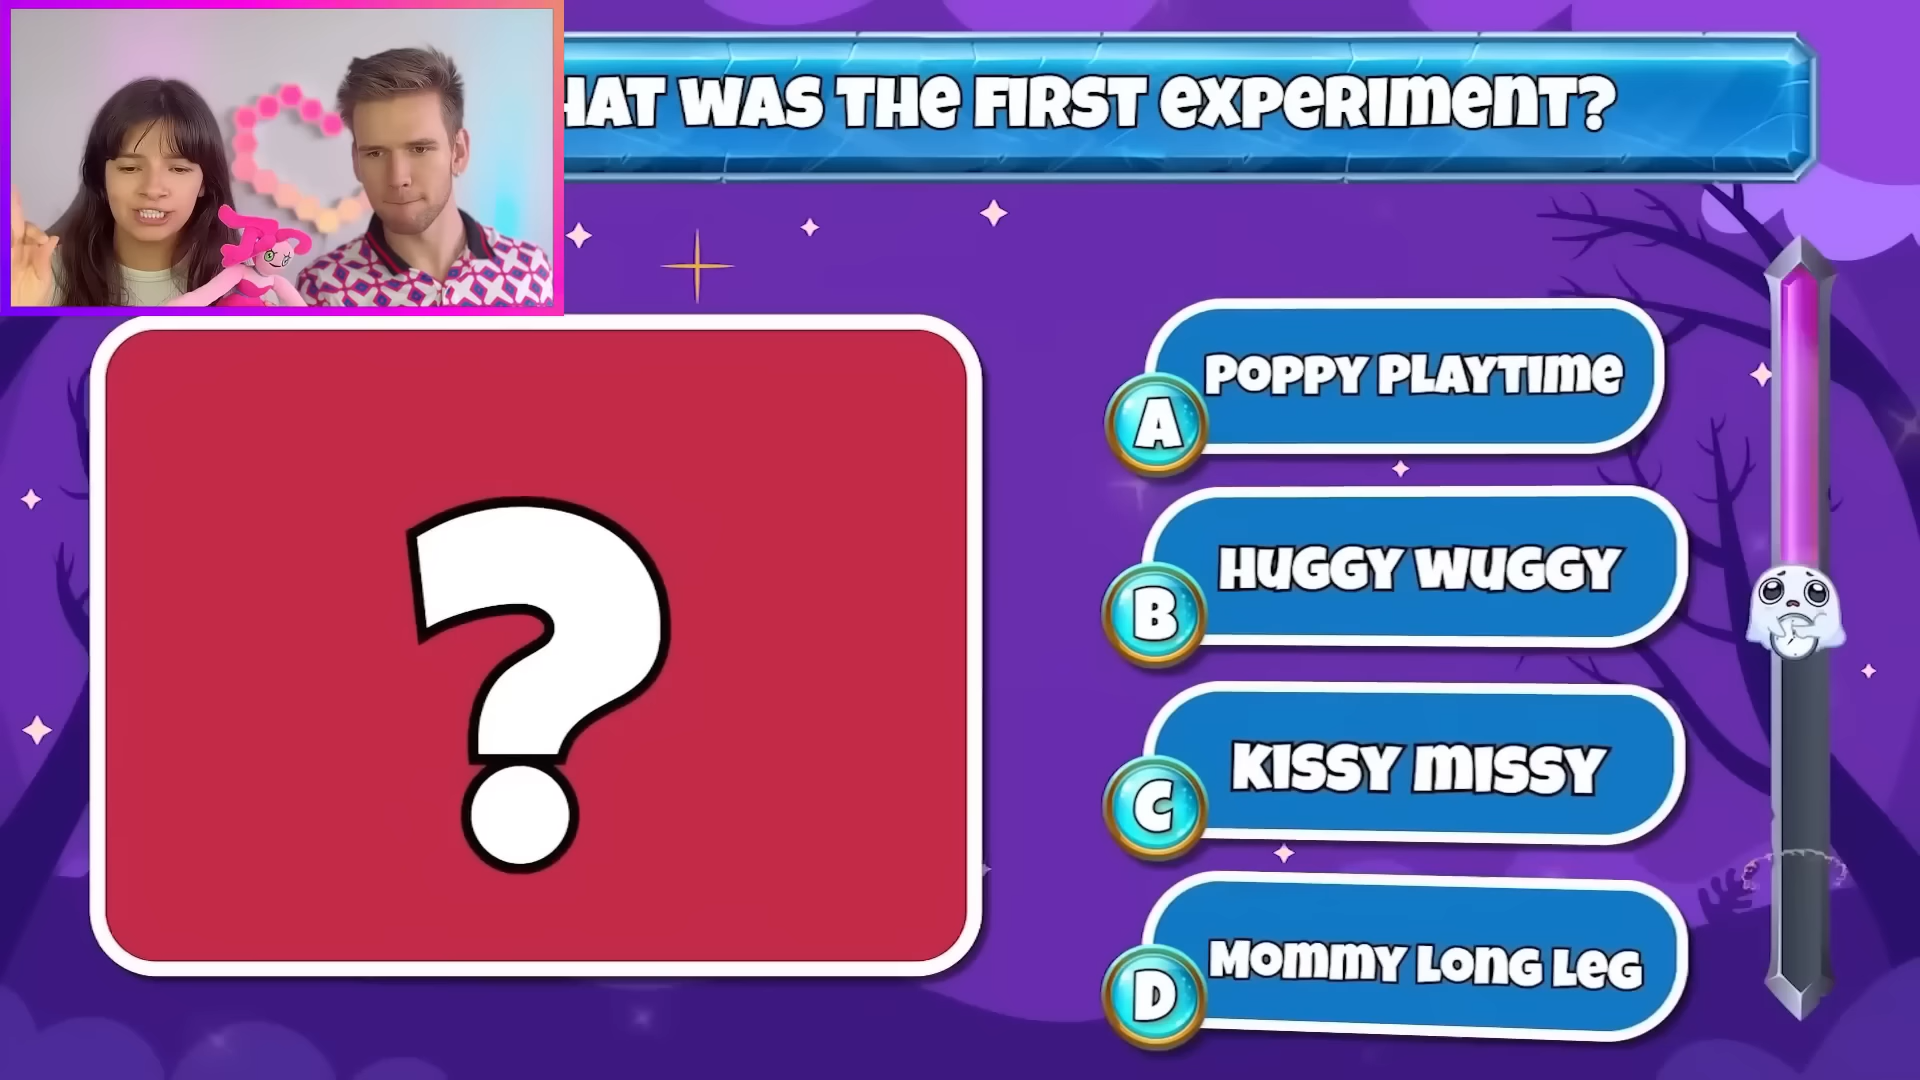 HAT WAS THE FIRST EXPERIMENT?
A POPPY PLAYTIME
B HUGGY WUGGY
C KISSY MISSY
D MOMMY LONG LEG
?